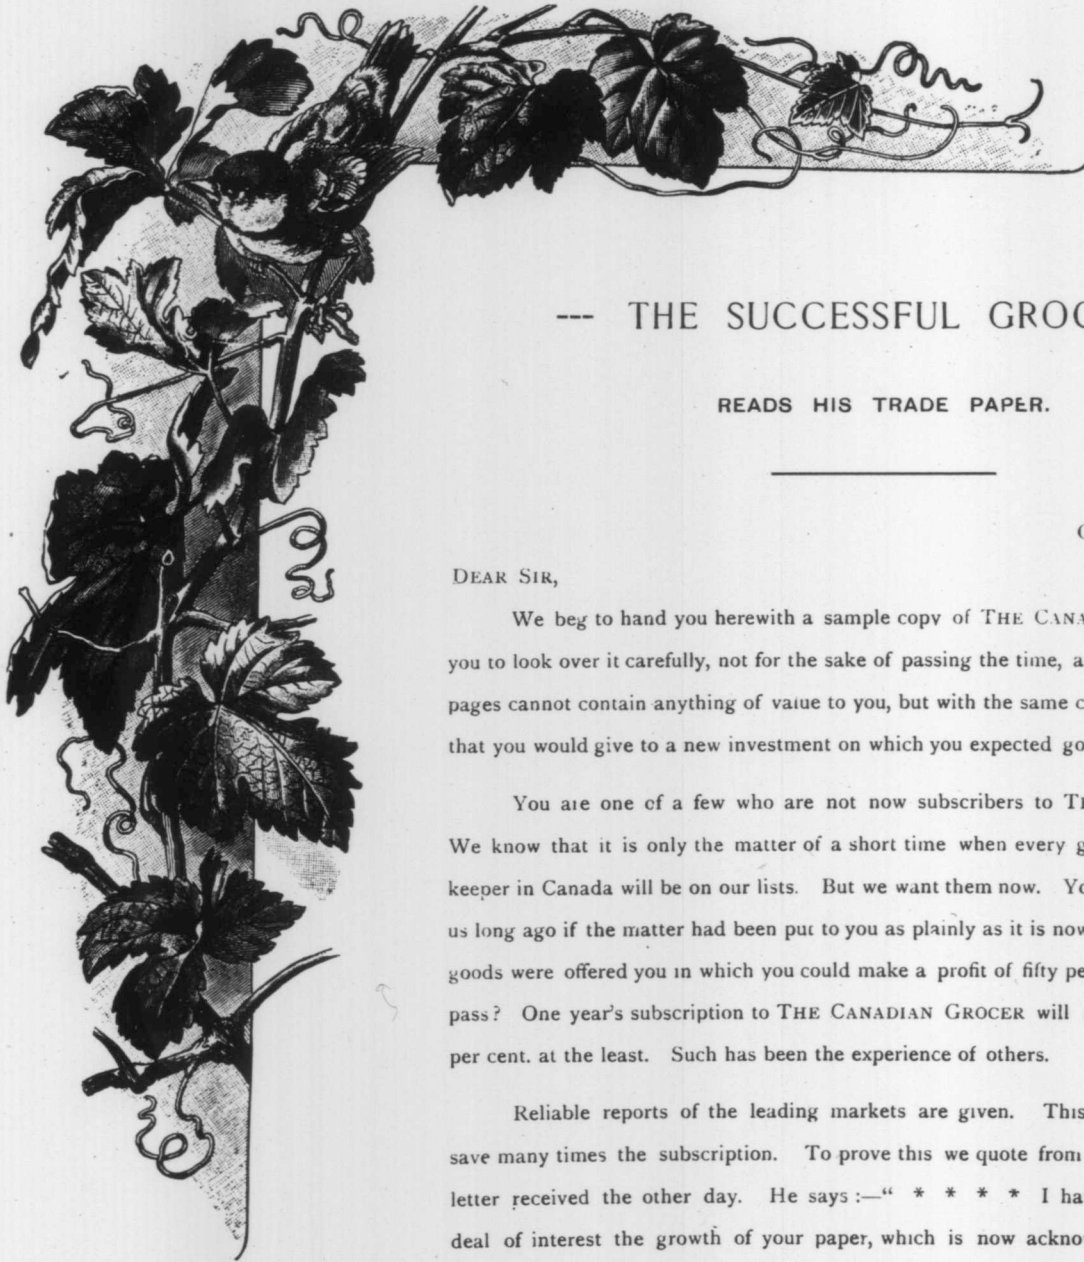 --- THE SUCCESSFUL GROC
READS HIS TRADE PAPER.
DEAR SIR,
We beg to hand you herewith a sample copy of THE CANA
you to look over it carefully, not for the sake of passing the time, a
pages cannot contain anything of value to you, but with the same c
that you would give to a new investment on which you expected go
You are one of a few who are not now subscribers to TH
We know that it is only the matter of a short time when every g
keeper in Canada will be on our lists. But we want them now. Yo
us long ago if the matter had been put to you as plainly as it is now
goods were offered you in which you could make a profit of fifty pe
pass? One year's subscription to THE CANADIAN GROCER will
per cent. at the least. Such has been the experience of others.
Reliable reports of the leading markets are given. This
save many times the subscription. To prove this we quote from
letter received the other day. He says :—“ * * * * I ha
deal of interest the growth of your paper, which is now ackno